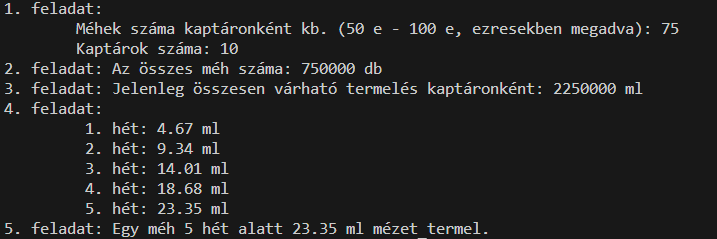 1. feladat:
Méhek száma kaptáronként kb. (50 e - 100 e, ezresekben megadva): 75
Kaptárok száma: 10
2. feladat: Az összes méh száma: 750000 db
3. feladat: Jelenleg összesen várható termelés kaptáronként: 2250000 ml
4. feladat:
1. hét: 4.67 ml
2. hét: 9.34 ml
3. hét: 14.01 ml
4. hét: 18.68 ml
5. hét: 23.35 ml
5. feladat: Egy méh 5 hét alatt 23.35 ml mézet termel.